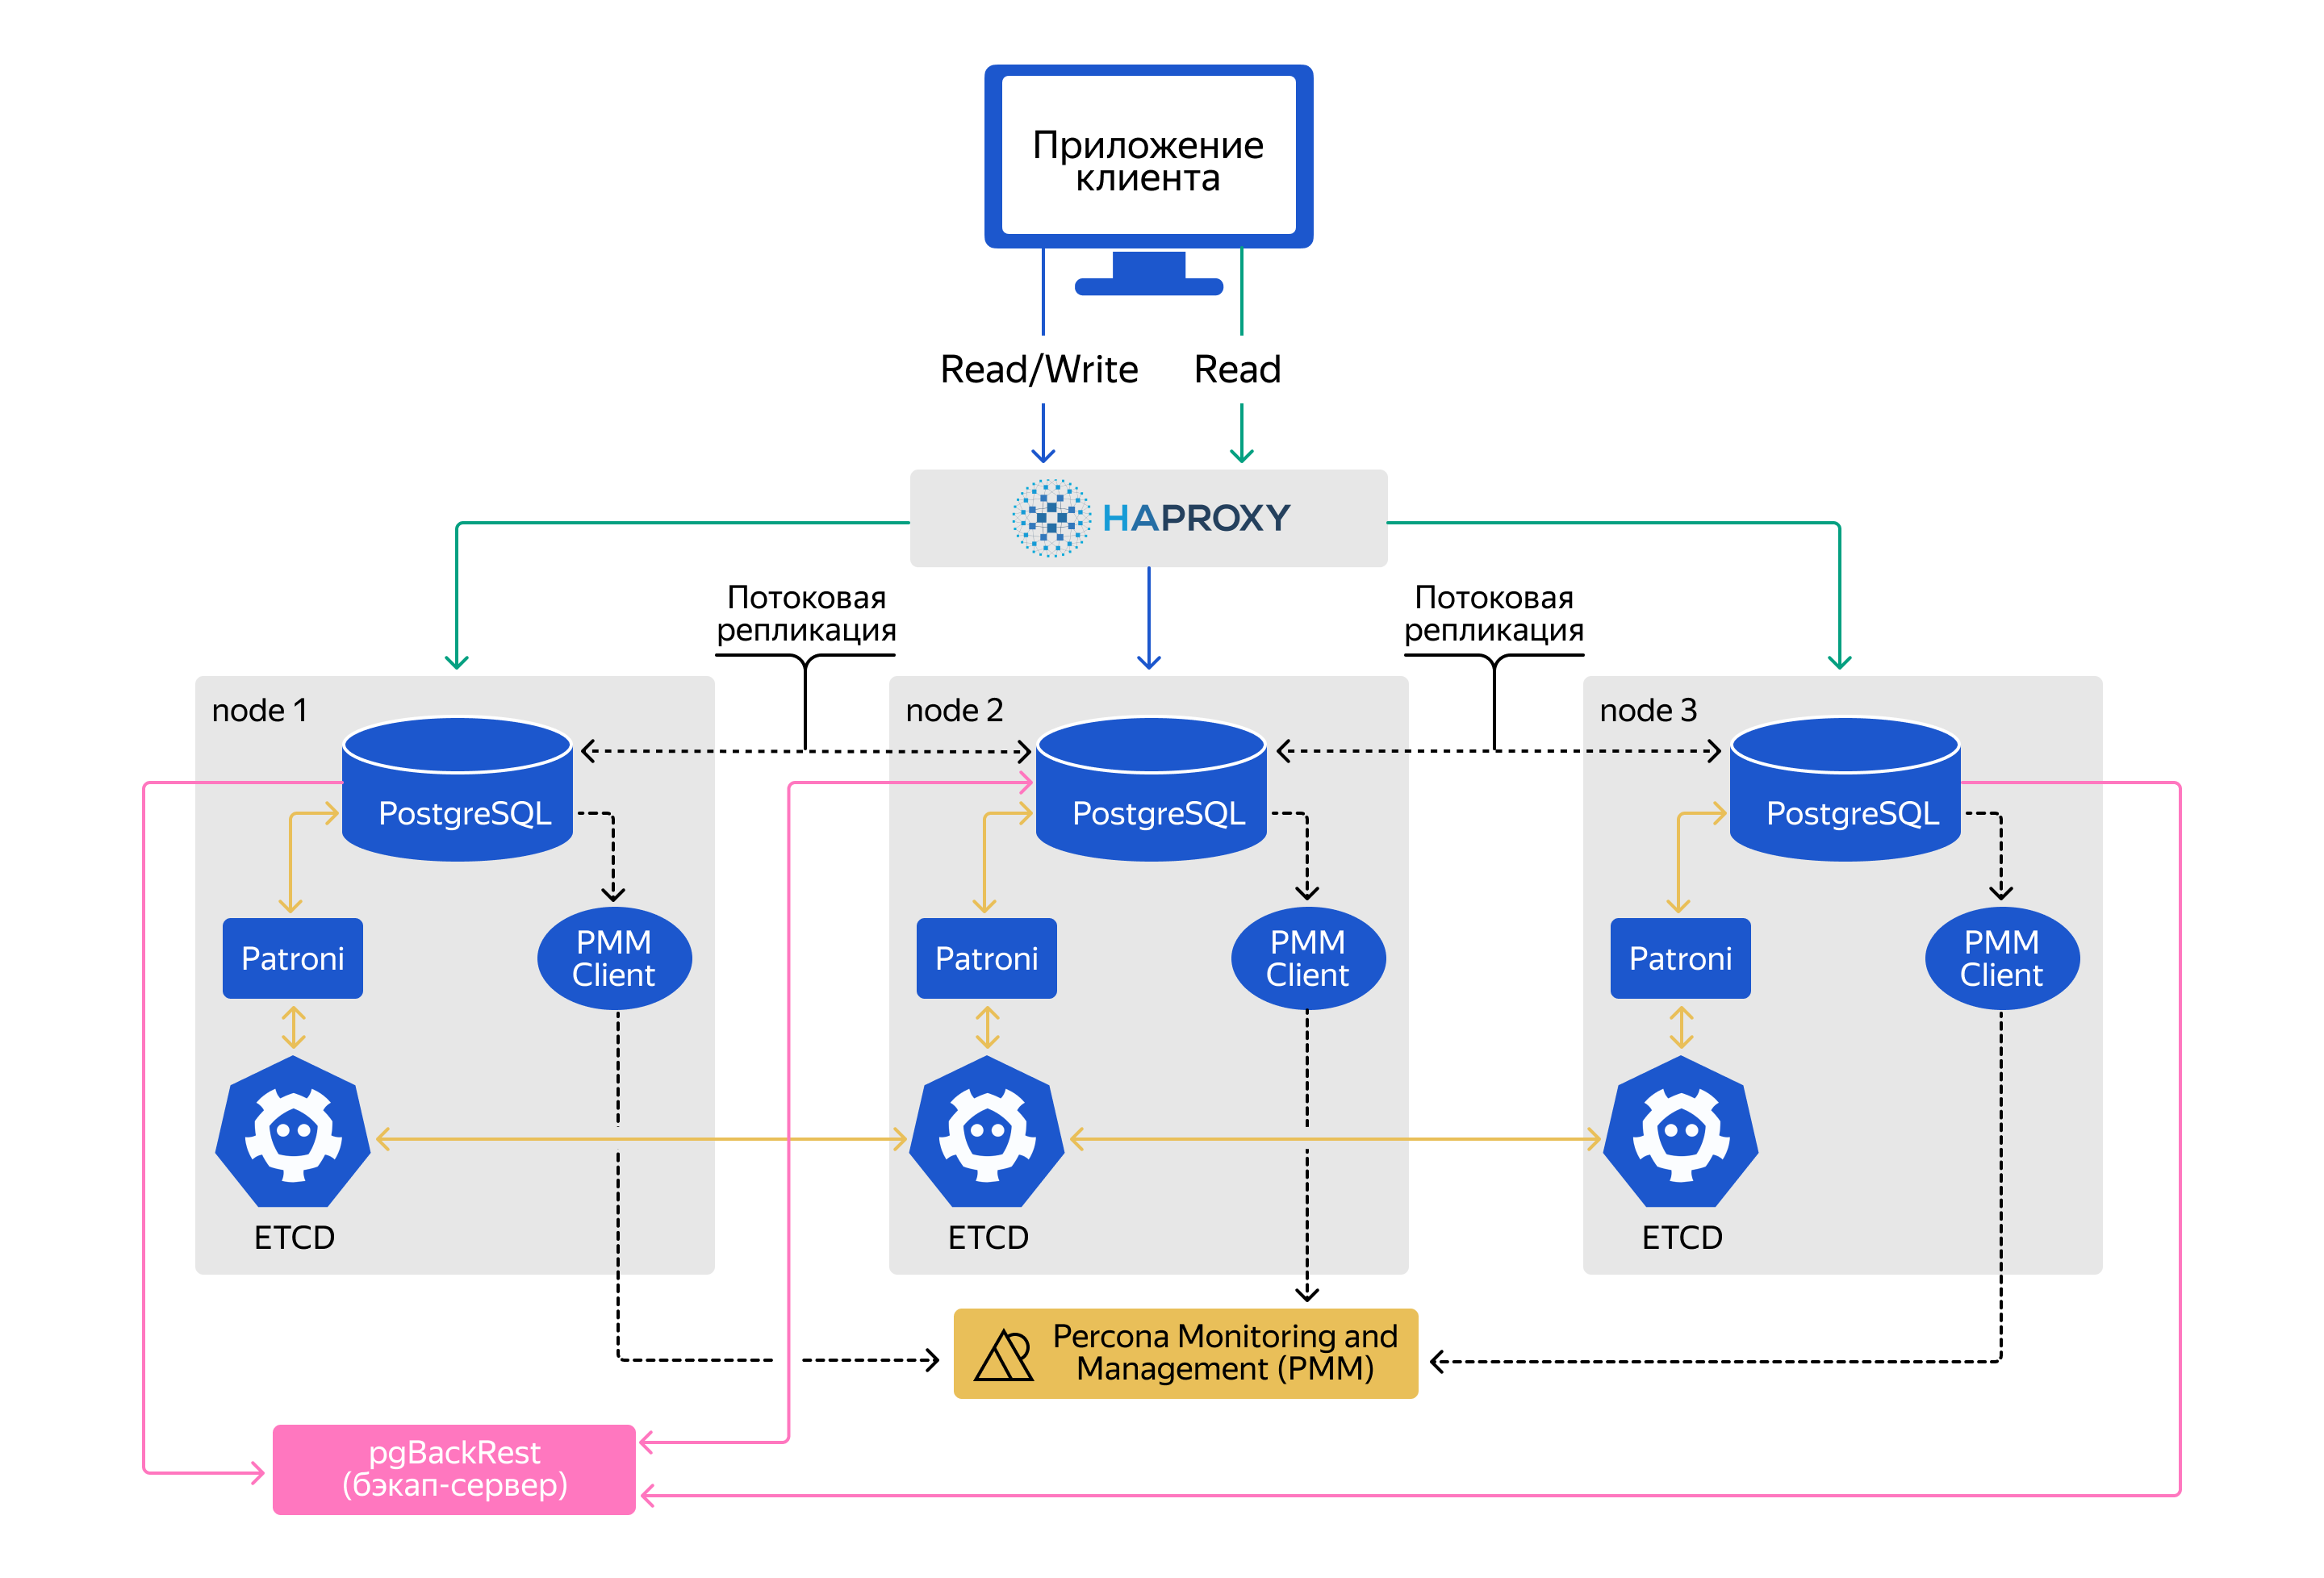 Приложение
клиента
Read/Write
Read
HAPROXY
Потоковая
репликация
Потоковая
репликация
node 1
node 2
node 3
PostgreSQL
PostgreSQL
PostgreSQL
Patroni
PMM
Client
Patroni
PMM
Client
Patroni
PMM
Client
ETCD
ETCD
ETCD
Percona Monitoring and
Management (PMM)
pgBackRest
(бэкап-сервер)